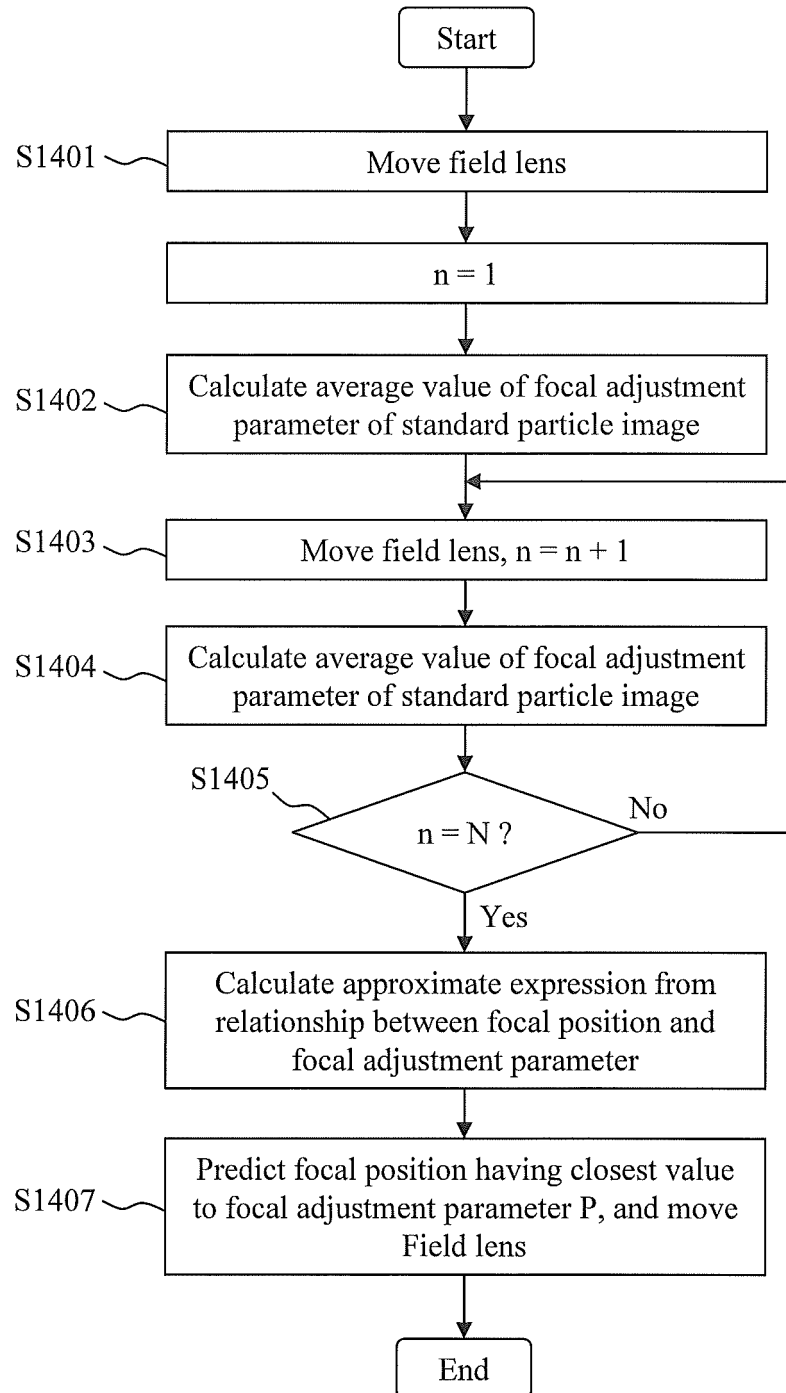 Start
S1401
Move field lens
n = 1
S1402
Calculate average value of focal adjustment
parameter of standard particle image
S1403
Move field lens, n = n + 1
S1404
Calculate average value of focal adjustment
parameter of standard particle image
S1405
n = N ?
No
Yes
S1406
Calculate approximate expression from
relationship between focal position and
focal adjustment parameter
S1407
Predict focal position having closest value
to focal adjustment parameter P, and move
Field lens
End